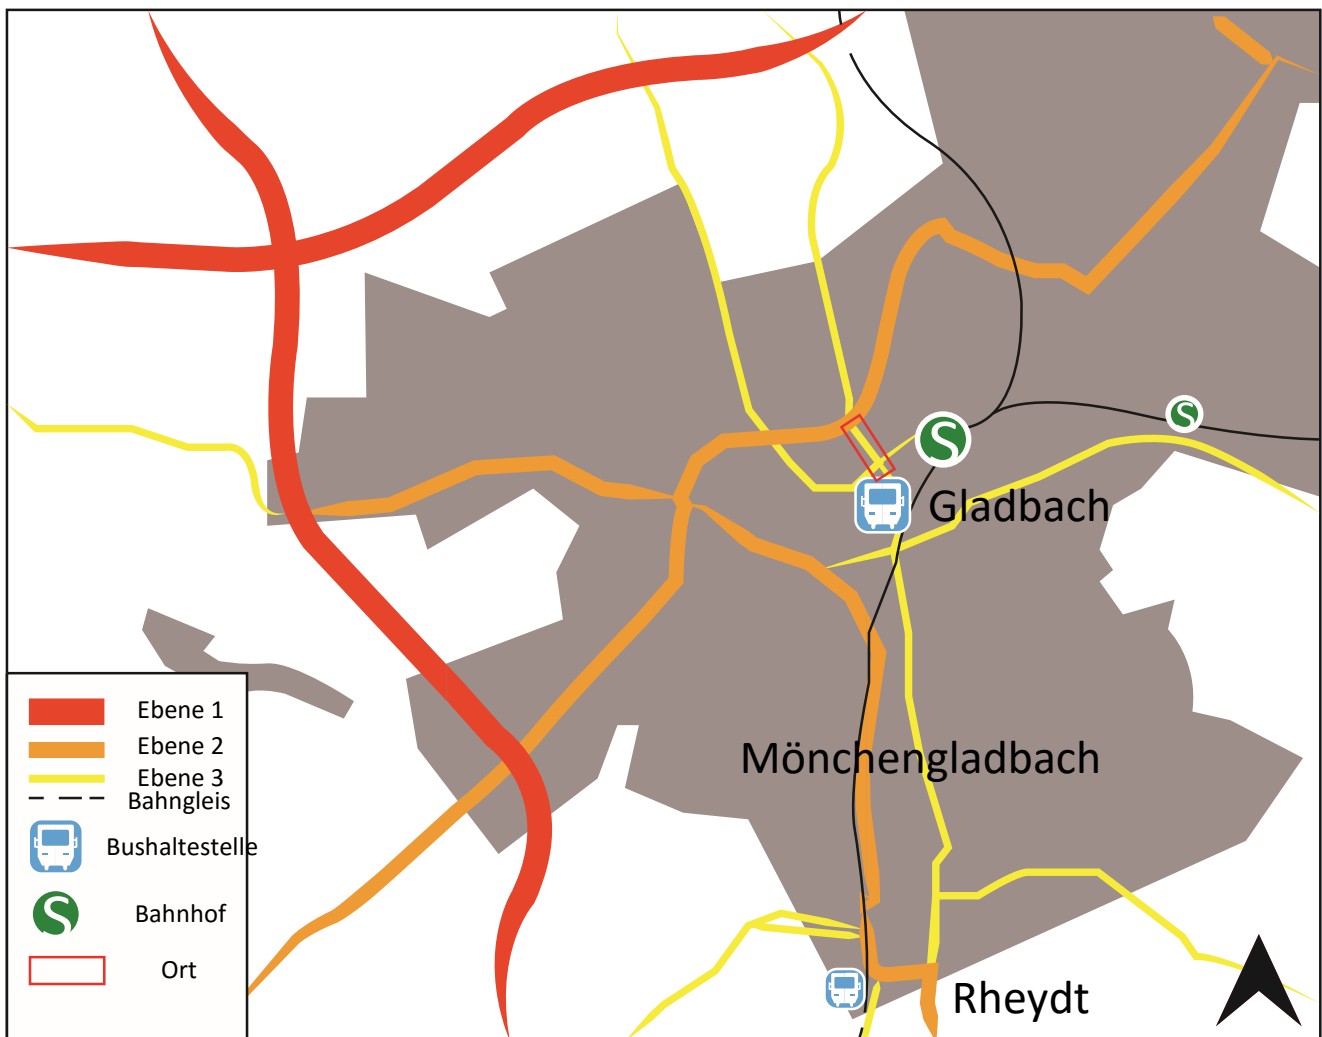 Gladbach
Mönchengladbach
Rheydt
Ebene 1
Ebene 2
Ebene 3
Bahngleis
Bushaltestelle
Bahnhof
Ort